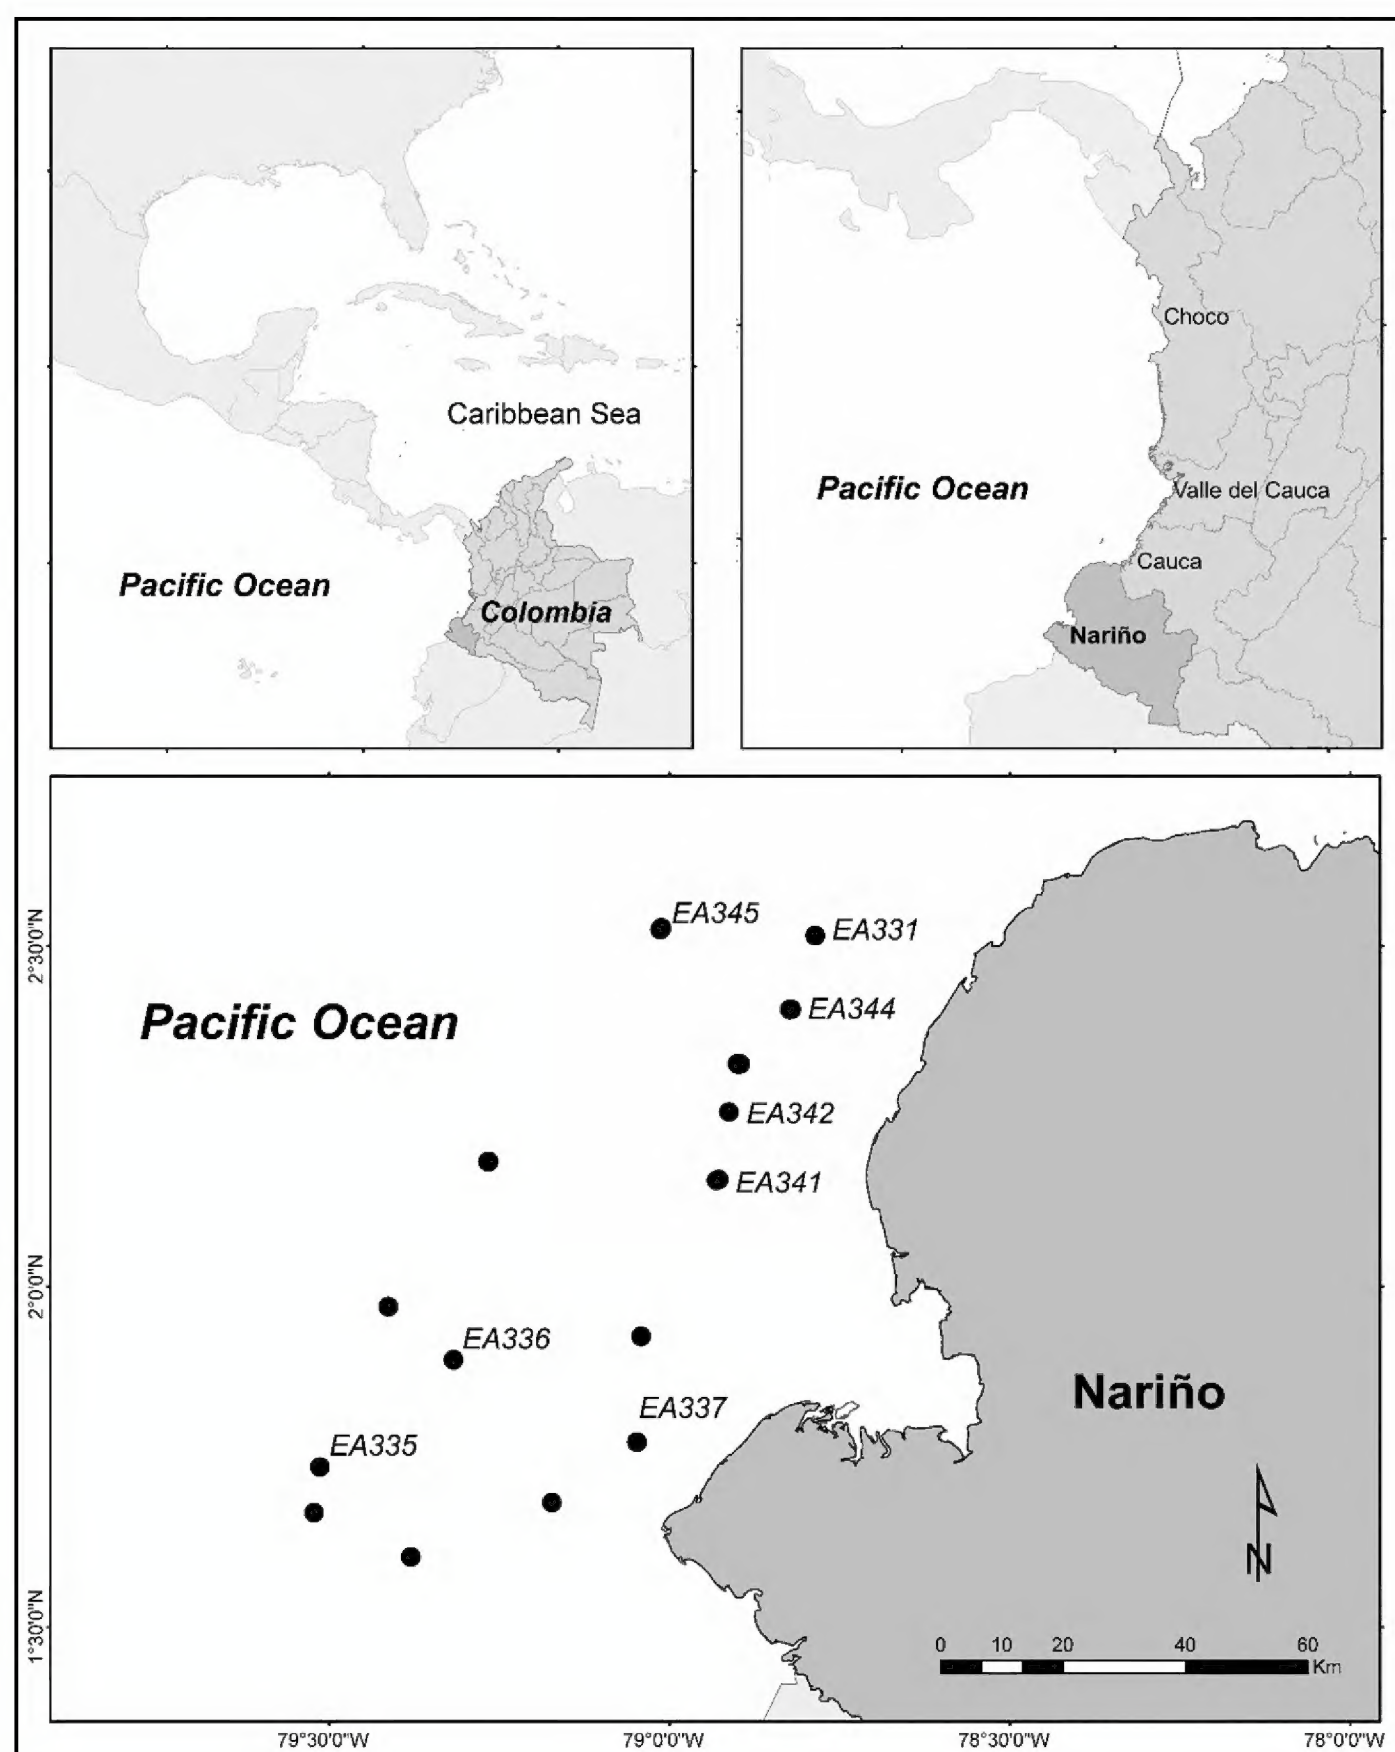 Caribbean Sea
Pacific Ocean
Colombia
Choco
Pacific Ocean
Valle del Cauca
Cauca
Nariño
EA345
EA331
2°30'0"N
Pacific Ocean
EA344
EA342
EA341
2°0'0"N
EA336
Nariño
EA337
EA335
N
1°30'0"N
0 10 20 40 60
Km
79°30'0"W 79°0'0"W 78°30'0"W 78°0'0"W